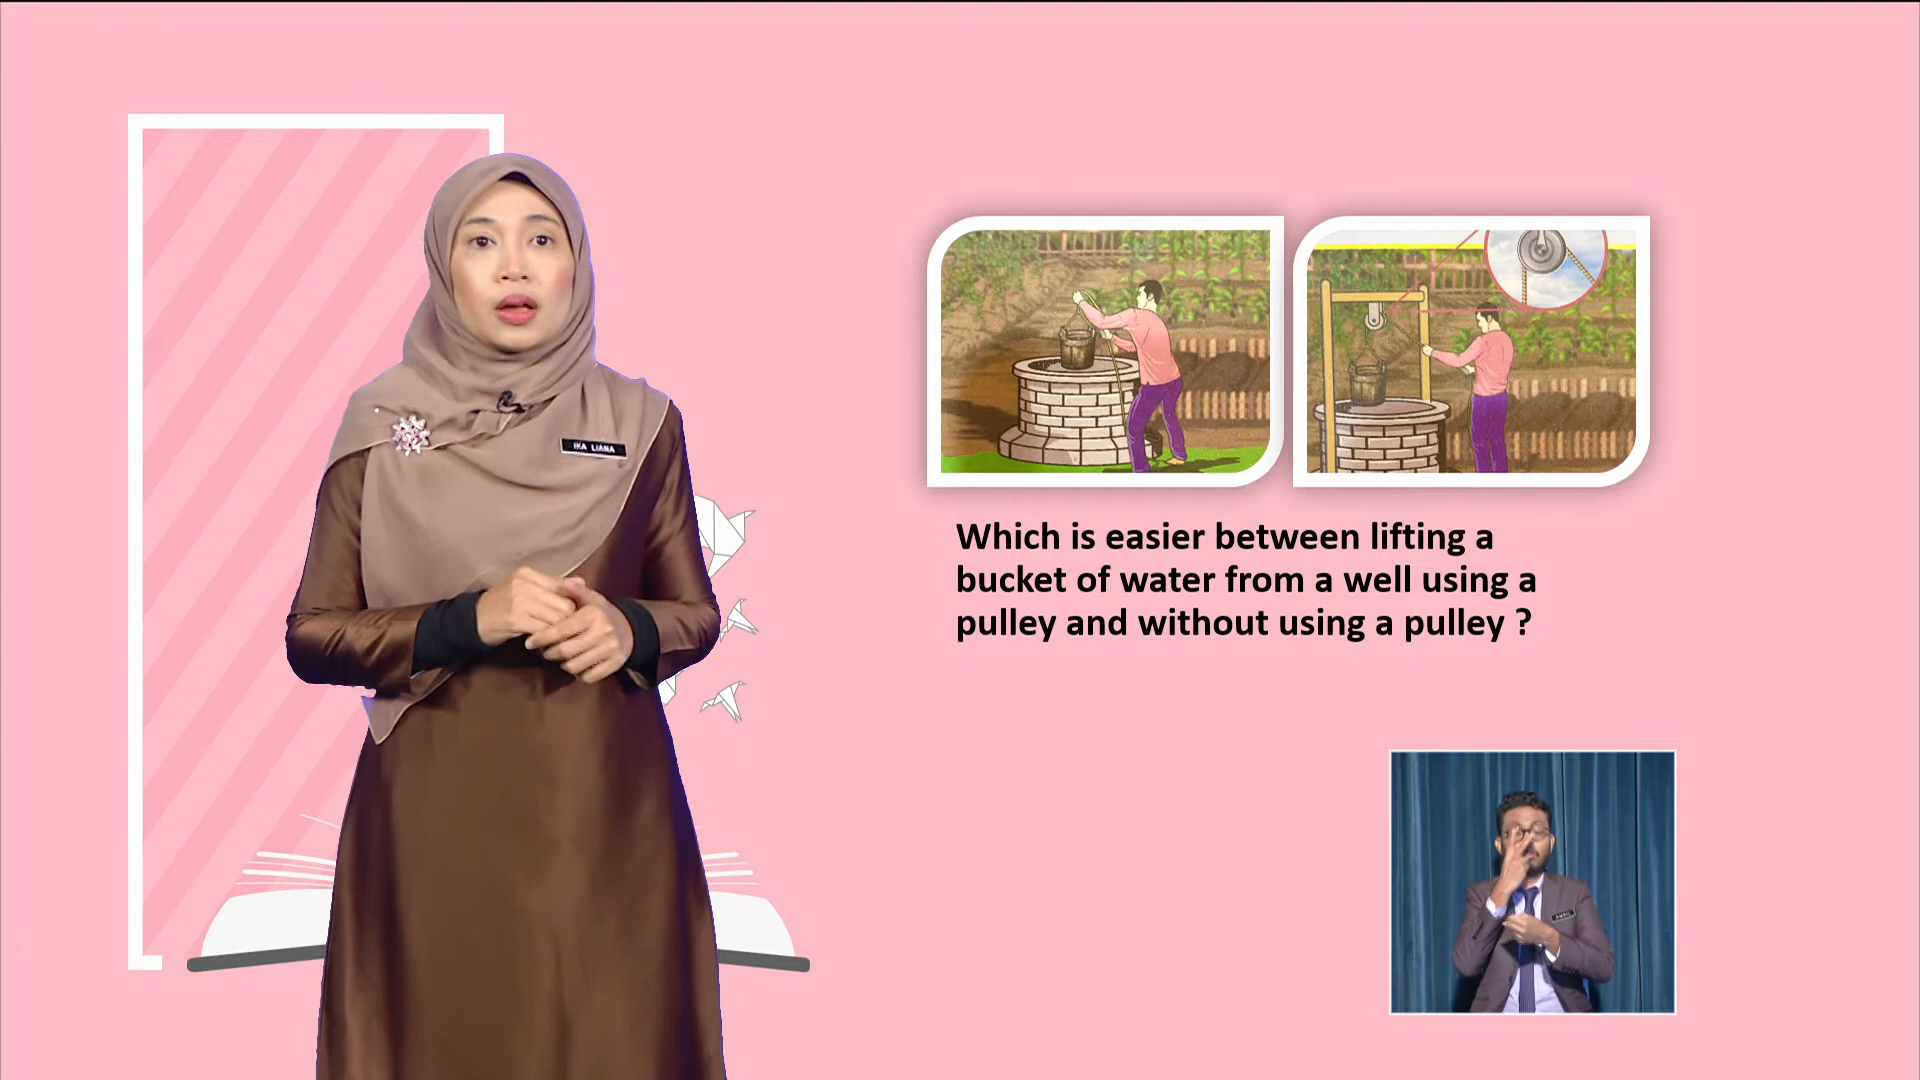 IKA LIANA
Which is easier between lifting a
bucket of water from a well using a
pulley and without using a pulley ?